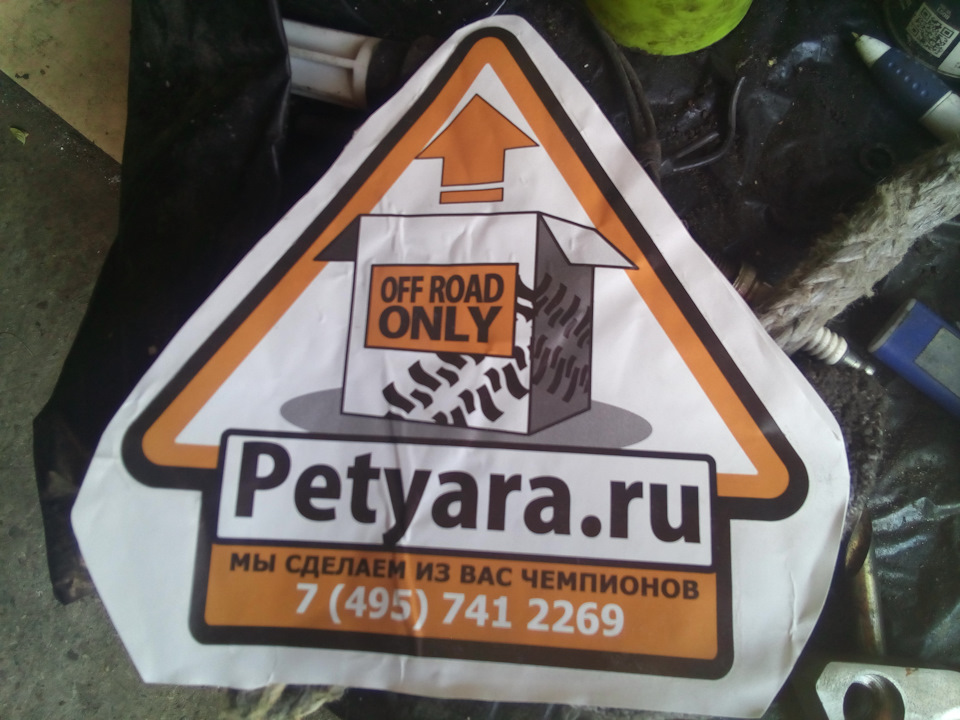 OFF ROAD
ONLY
Petyara.ru
МЫ СДЕЛАЕМ ИЗ ВАС ЧЕМПИОНОВ
7 (495) 741 2269